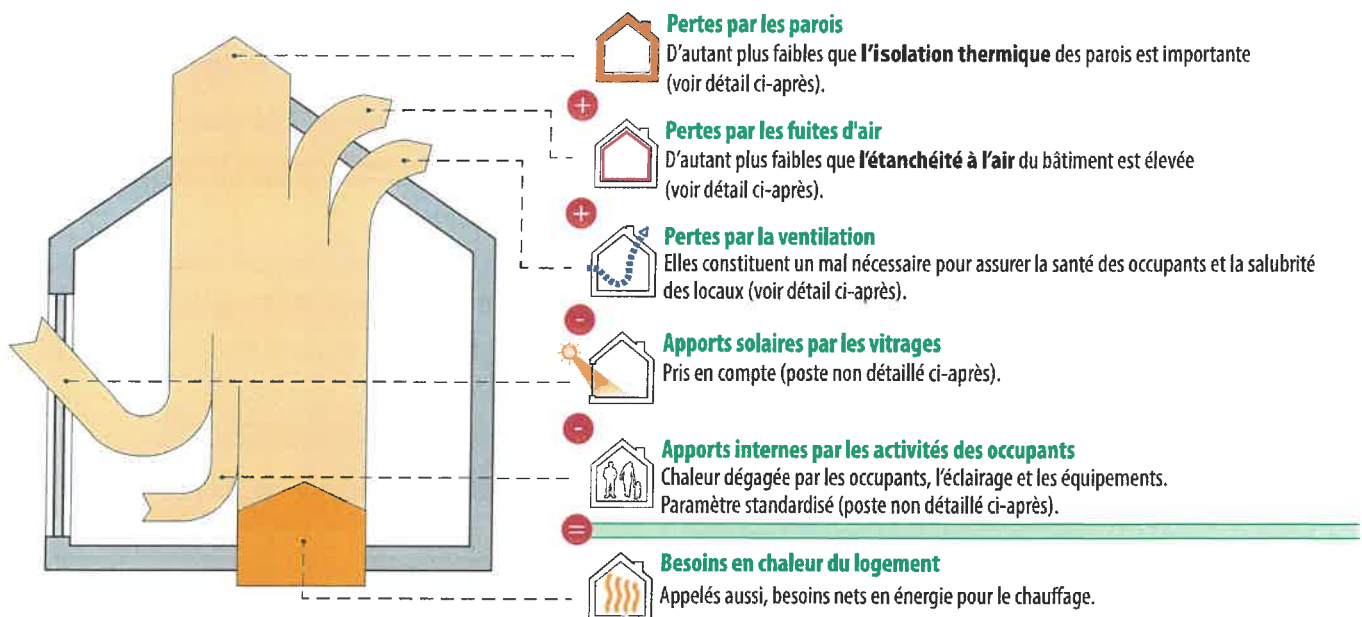 Pertes par les parois
D'autant plus faibles que l'isolation thermique des parois est importante
(voir détail ci-après).
+
Pertes par les fuites d'air
D'autant plus faibles que l'étanchéité à l'air du bâtiment est élevée
(voir détail ci-après).
+
Pertes par la ventilation
Elles constituent un mal nécessaire pour assurer la santé des occupants et la salubrité
des locaux (voir détail ci-après).
-
Apports solaires par les vitrages
Pris en compte (poste non détaillé ci-après).
-
Apports internes par les activités des occupants
Chaleur dégagée par les occupants, l'éclairage et les équipements.
Paramètre standardisé (poste non détaillé ci-après).
=
Besoins en chaleur du logement
Appelés aussi, besoins nets en énergie pour le chauffage.